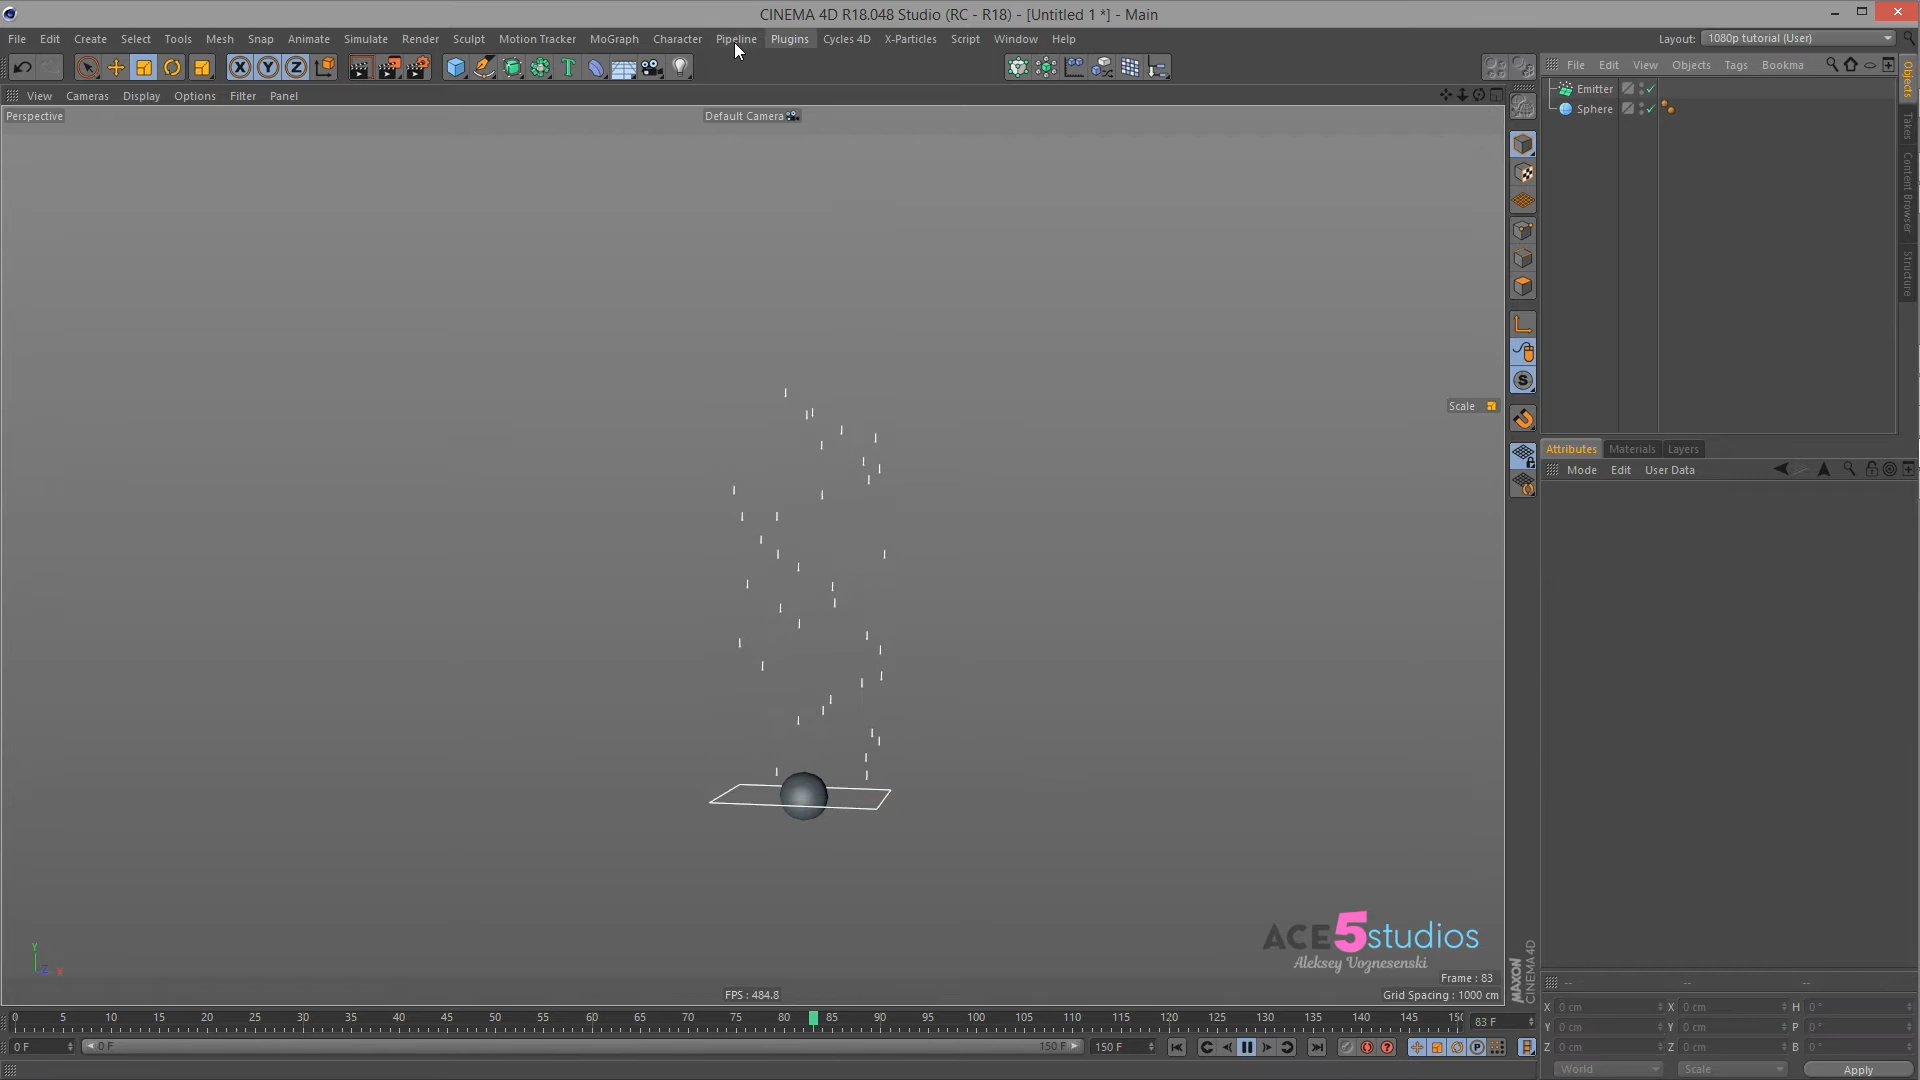 CINEMA 4D R18.048 Studio (RC - R18) - [Untitled 1 *] - Main
File Edit Create Select Tools Mesh Snap Animate Simulate Render Sculpt Motion Tracker MoGraph Character Pipeline Plugins Cycles 4D X-Particles Script Window Help
Layout: 1080p tutorial (User)
X Y Z
File Edit View Objects Tags Bookma
View Cameras Display Options Filter Panel
Perspective
Default Camera
Emitter
Sphere
Objects
Takes
Content Browser
Structure
Scale
S
Attributes Materials Layers
Mode Edit User Data
ACE5studios
Aleksey Voznesenski
Y
X
Frame : 83
FPS : 484.8
Grid Spacing : 1000 cm
MAXON
CINEMA 4D
-- -- --
0 5 10 15 20 25 30 35 40 45 50 55 60 65 70 75 80 85 90 95 100 105 110 115 120 125 130 135 140 145 150
83 F
0 F
0 F
150 F
150 F
P
X 0 cm X 0 cm H 0 °
Y 0 cm Y 0 cm P 0 °
Z 0 cm Z 0 cm B 0 °
World Scale Apply